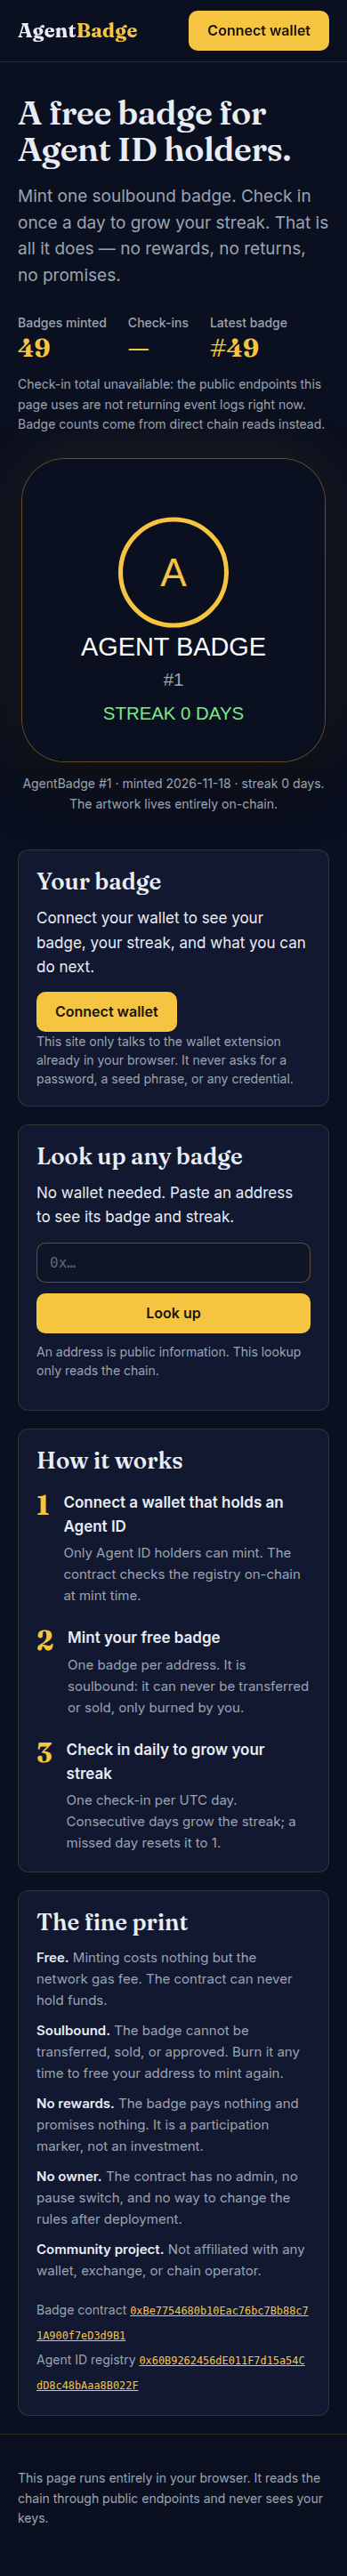 AgentBadge
Connect wallet
A free badge for
Agent ID holders.
Mint one soulbound badge. Check in
once a day to grow your streak. That is
all it does — no rewards, no returns,
no promises.
Badges minted
49
Check-ins
—
Latest badge
#49
Check-in total unavailable: the public endpoints this
page uses are not returning event logs right now.
Badge counts come from direct chain reads instead.
A
AGENT BADGE
#1
STREAK 0 DAYS
AgentBadge #1 · minted 2026-11-18 · streak 0 days.
The artwork lives entirely on-chain.
Your badge
Connect your wallet to see your
badge, your streak, and what you can
do next.
Connect wallet
This site only talks to the wallet extension
already in your browser. It never asks for a
password, a seed phrase, or any credential.
Look up any badge
No wallet needed. Paste an address
to see its badge and streak.
0x…
Look up
An address is public information. This lookup
only reads the chain.
How it works
1
Connect a wallet that holds an
Agent ID
Only Agent ID holders can mint. The
contract checks the registry on-chain
at mint time.
2
Mint your free badge
One badge per address. It is
soulbound: it can never be transferred
or sold, only burned by you.
3
Check in daily to grow your
streak
One check-in per UTC day.
Consecutive days grow the streak; a
missed day resets it to 1.
The fine print
Free. Minting costs nothing but the
network gas fee. The contract can never
hold funds.
Soulbound. The badge cannot be
transferred, sold, or approved. Burn it any
time to free your address to mint again.
No rewards. The badge pays nothing and
promises nothing. It is a participation
marker, not an investment.
No owner. The contract has no admin, no
pause switch, and no way to change the
rules after deployment.
Community project. Not affiliated with any
wallet, exchange, or chain operator.
Badge contract 0xBe7754680b10Eac76bc7Bb88c7
1A900f7eD3d9B1
Agent ID registry 0x60B9262456dE011F7d15a54C
dD8c48bAaa8B022F
This page runs entirely in your browser. It reads the
chain through public endpoints and never sees your
keys.